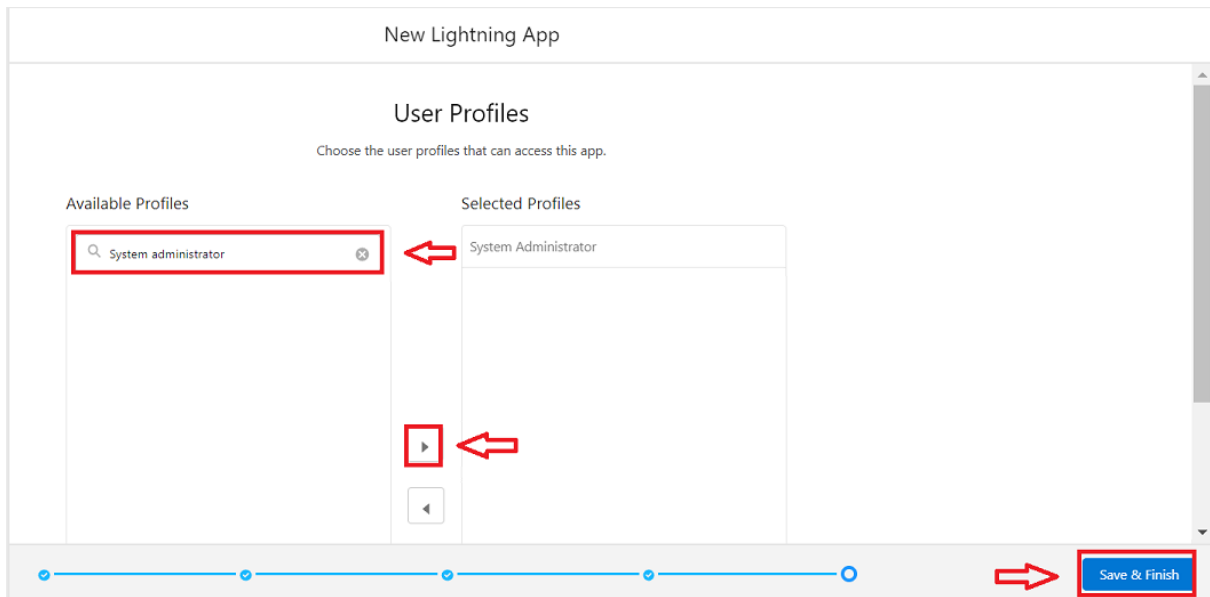 New Lightning App
User Profiles
Choose the user profiles that can access this app.
Available Profiles
Selected Profiles
System administrator
System Administrator
Save & Finish